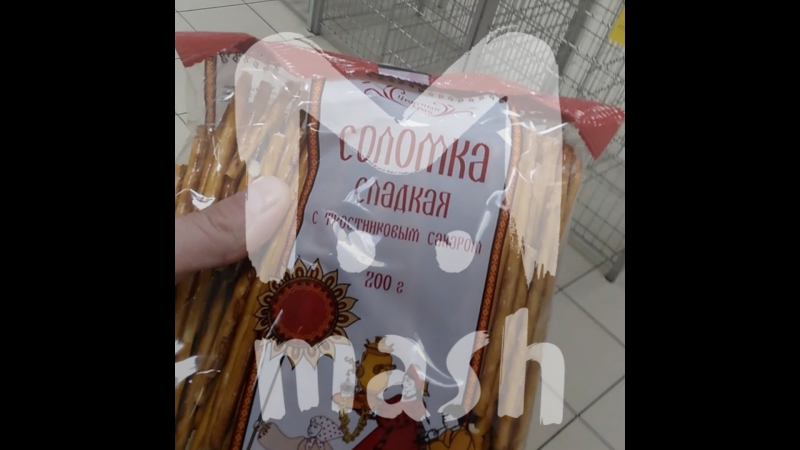 СОЛОМКА
СЛАДКАЯ
С ТРОСТНИКОВЫМ САХАРОМ
200 г
mash